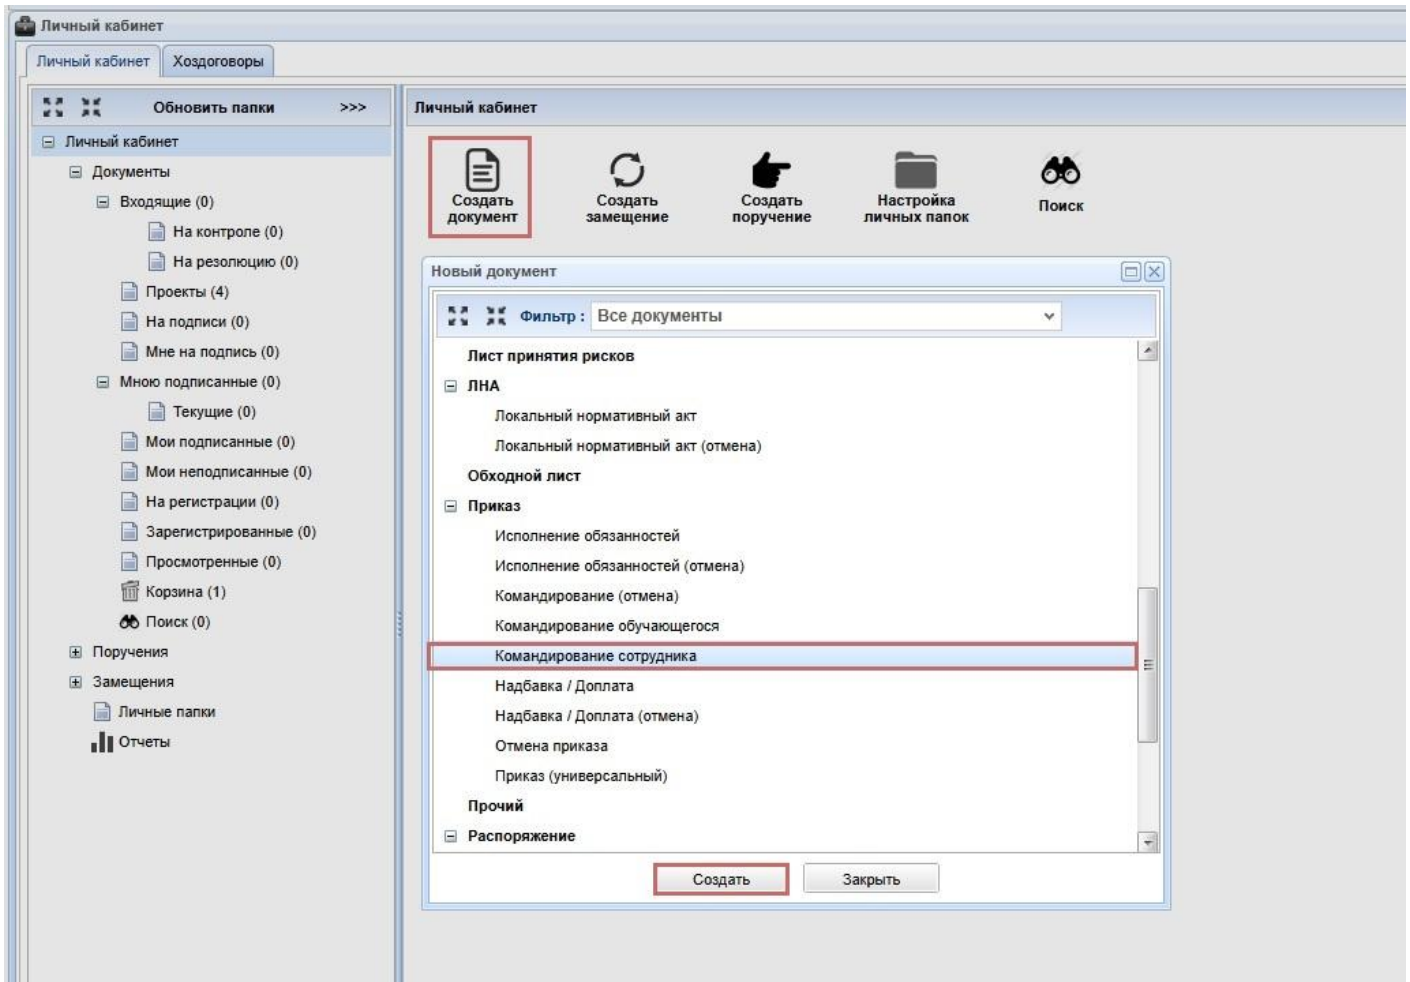 Личный кабинет
Личный кабинет
Хоздоговоры
Обновить папки >>>
Личный кабинет
Документы
Входящие (0)
На контроле (0)
На резолюцию (0)
Проекты (4)
На подписи (0)
Мне на подпись (0)
Мною подписанные (0)
Текущие (0)
Мои подписанные (0)
Мои неподписанные (0)
На регистрации (0)
Зарегистрированные (0)
Просмотренные (0)
Корзина (1)
Поиск (0)
Поручения
Замещения
Личные папки
Отчеты
Личный кабинет
Создать
документ
Создать
замещение
Создать
поручение
Настройка
личных папок
Поиск
Новый документ
Фильтр : Все документы
Лист принятия рисков
ЛНА
Локальный нормативный акт
Локальный нормативный акт (отмена)
Обходной лист
Приказ
Исполнение обязанностей
Исполнение обязанностей (отмена)
Командирование (отмена)
Командирование обучающегося
Командирование сотрудника
Надбавка / Доплата
Надбавка / Доплата (отмена)
Отмена приказа
Приказ (универсальный)
Прочий
Распоряжение
Создать
Закрыть